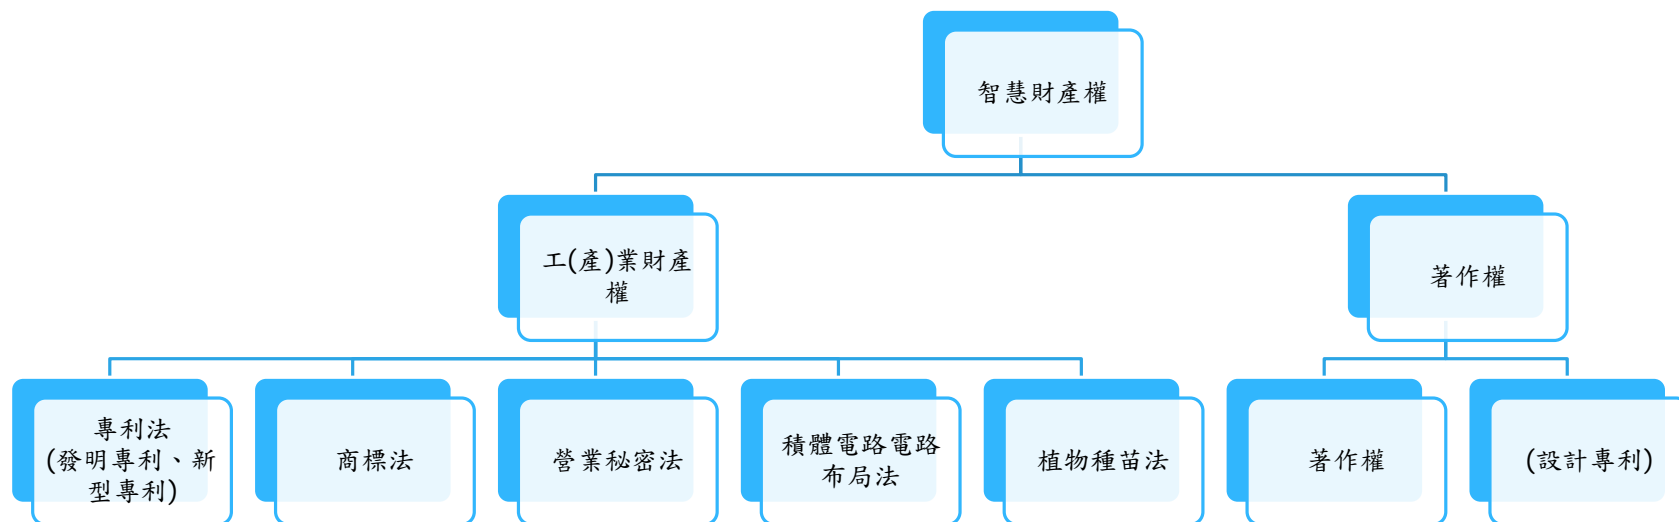 智慧財產權
工(產)業財產
權
著作權
專利法
(發明專利、新
型專利)
商標法
營業秘密法
積體電路電路
布局法
植物種苗法
著作權
(設計專利)